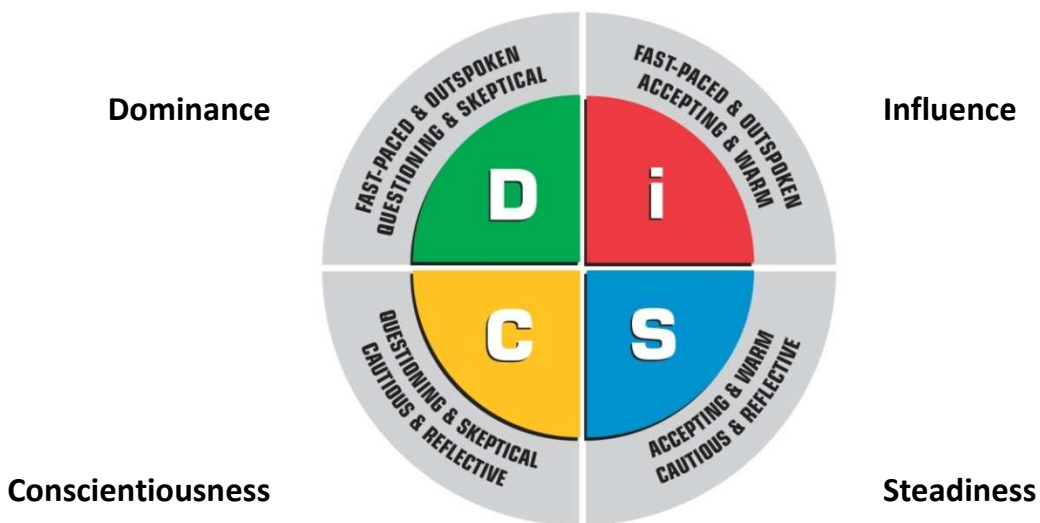 Dominance
FAST-PACED & OUTSPOKEN
QUESTIONING & SKEPTICAL
D
FAST-PACED & OUTSPOKEN
ACCEPTING & WARM
i
Influence
Conscientiousness
QUESTIONING & SKEPTICAL
CAUTIOUS & REFLECTIVE
C
ACCEPTING & WARM
CAUTIOUS & REFLECTIVE
S
Steadiness